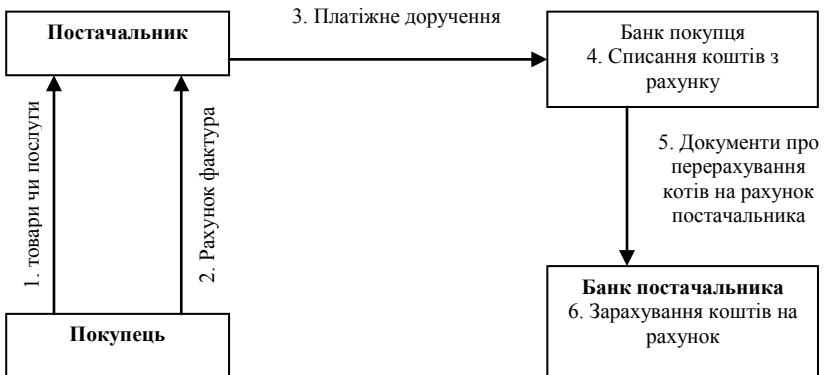 Постачальник
3. Платіжне доручення
Банк покупця
4. Списання коштів з
рахунку
1. товари чи послуги
2. Рахунок фактура
5. Документи про
перерахування
котів на рахунок
постачальника
Покупець
Банк постачальника
6. Зарахування коштів на
рахунок